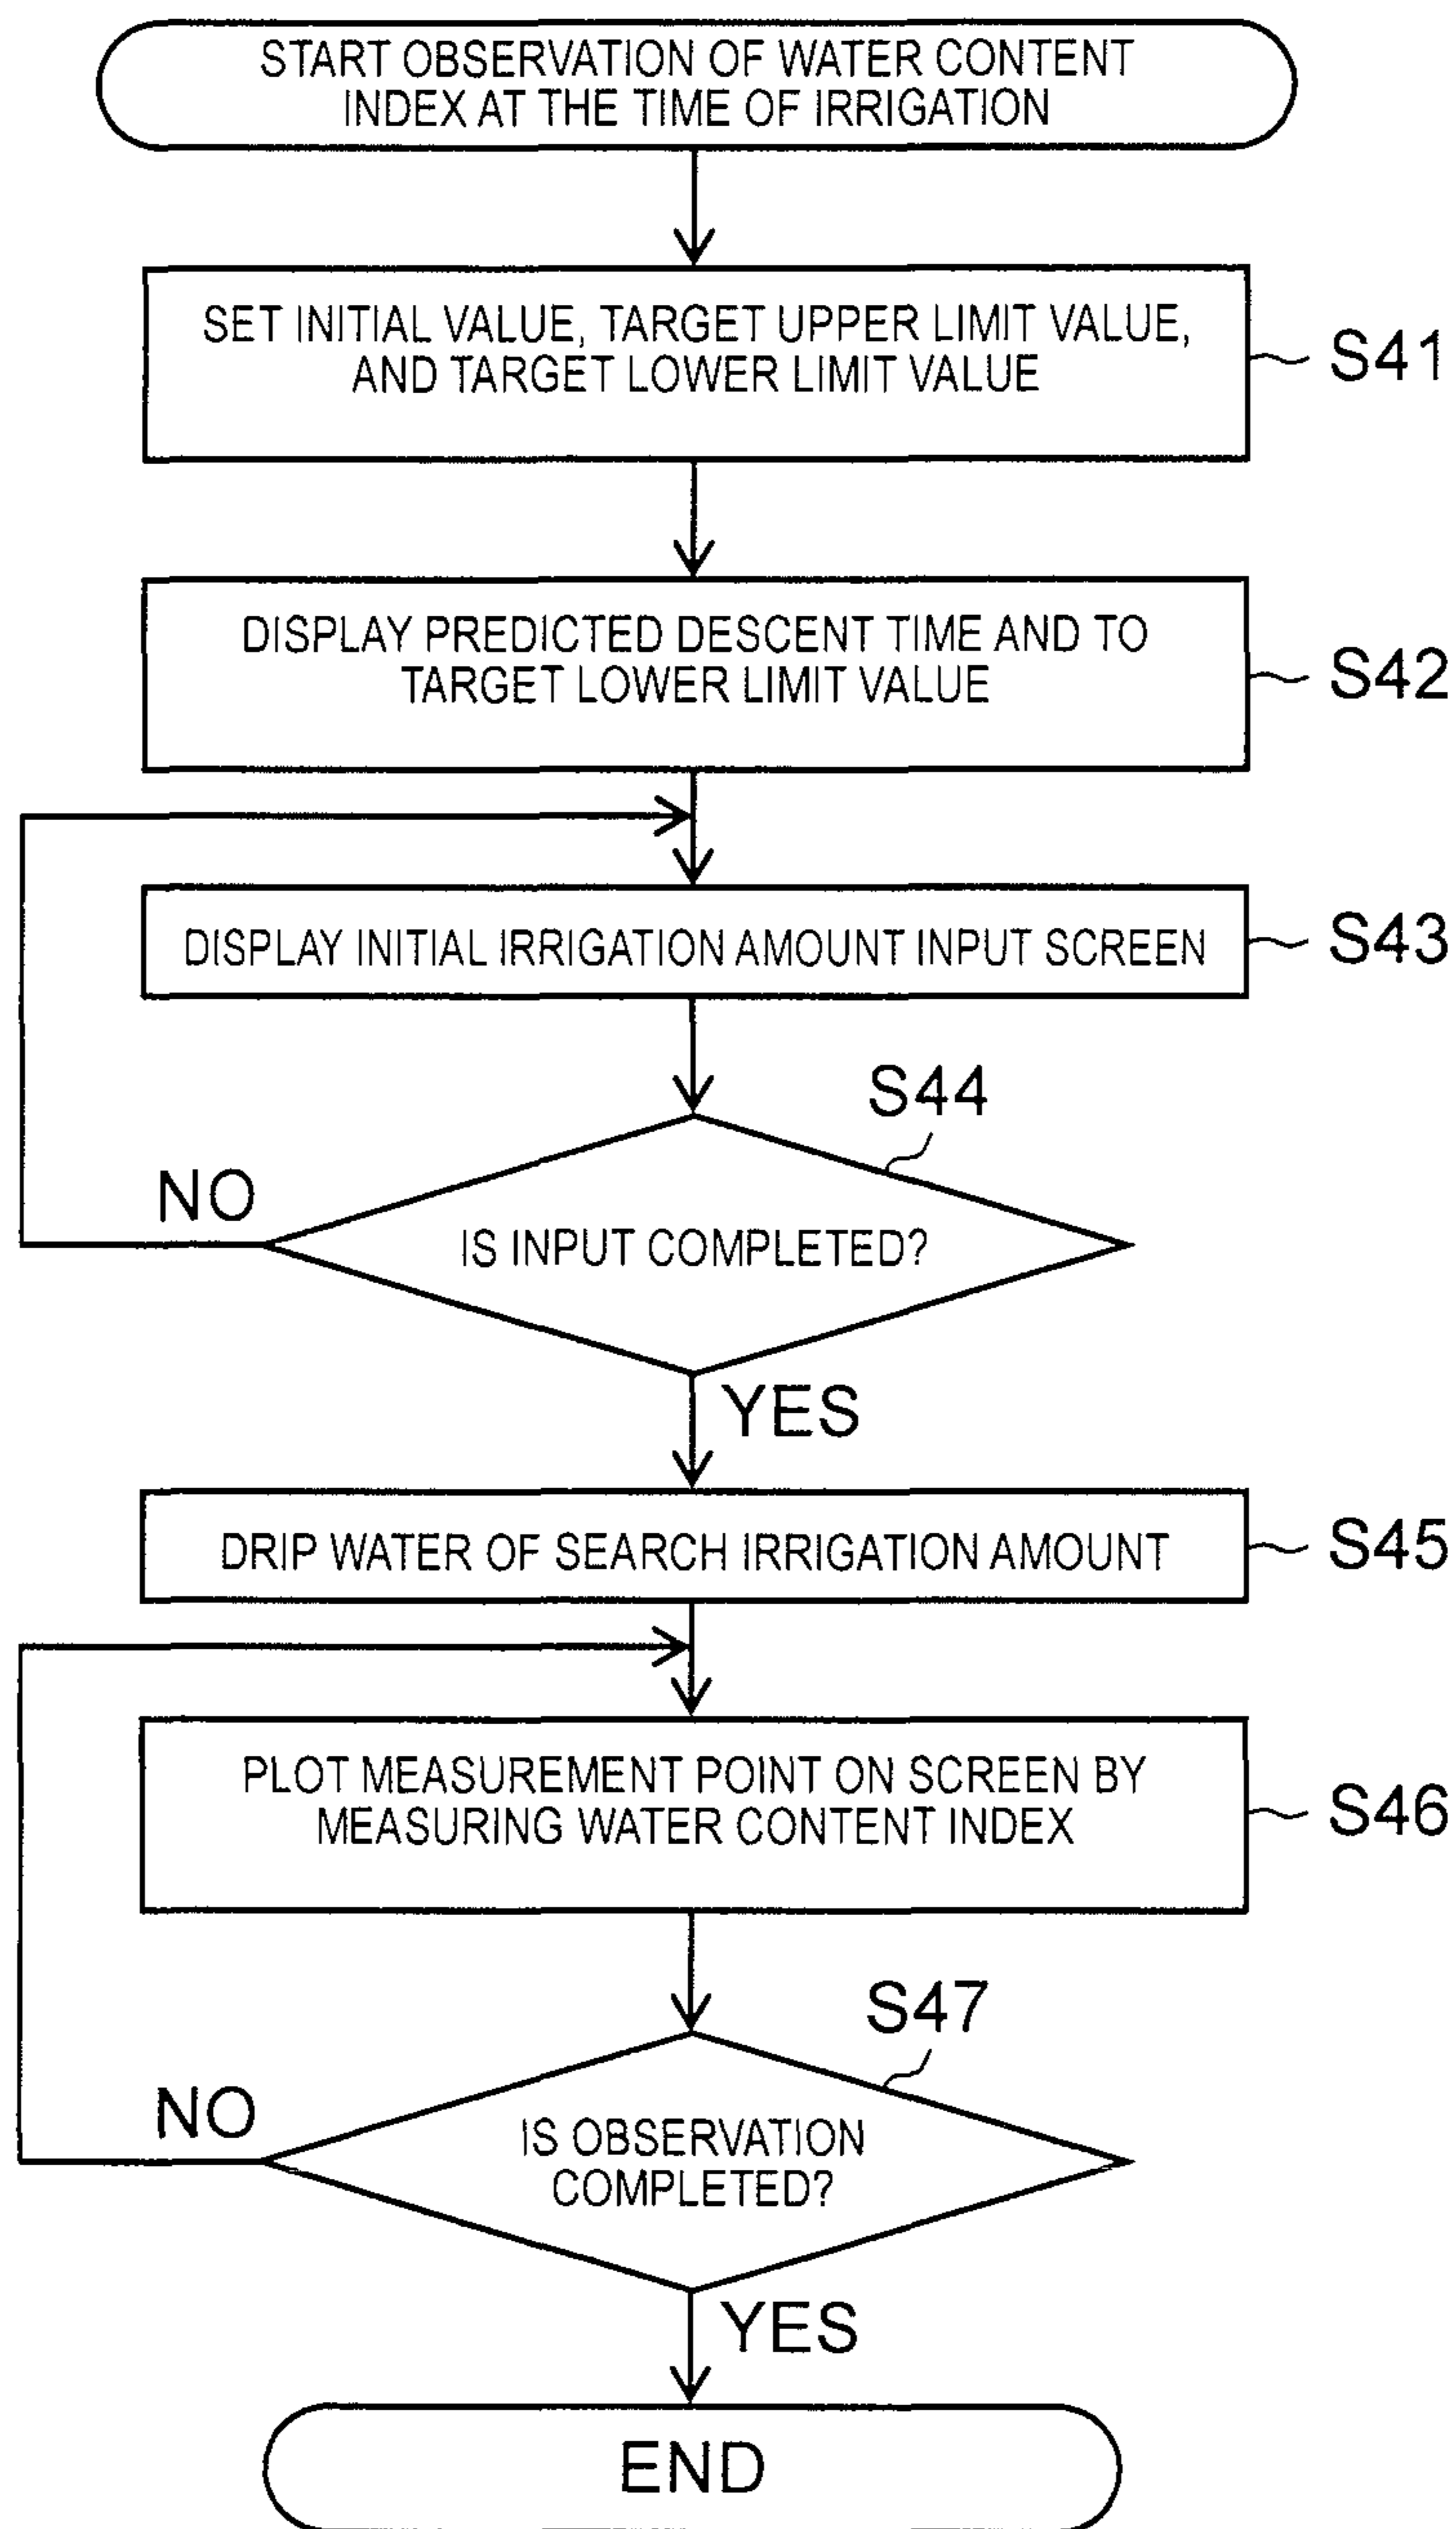 START OBSERVATION OF WATER CONTENT
INDEX AT THE TIME OF IRRIGATION
SET INITIAL VALUE, TARGET UPPER LIMIT VALUE,
AND TARGET LOWER LIMIT VALUE
S41
DISPLAY PREDICTED DESCENT TIME AND TO
TARGET LOWER LIMIT VALUE
S42
DISPLAY INITIAL IRRIGATION AMOUNT INPUT SCREEN
S43
S44
NO
IS INPUT COMPLETED?
YES
DRIP WATER OF SEARCH IRRIGATION AMOUNT
S45
PLOT MEASUREMENT POINT ON SCREEN BY
MEASURING WATER CONTENT INDEX
S46
S47
NO
IS OBSERVATION
COMPLETED?
YES
END